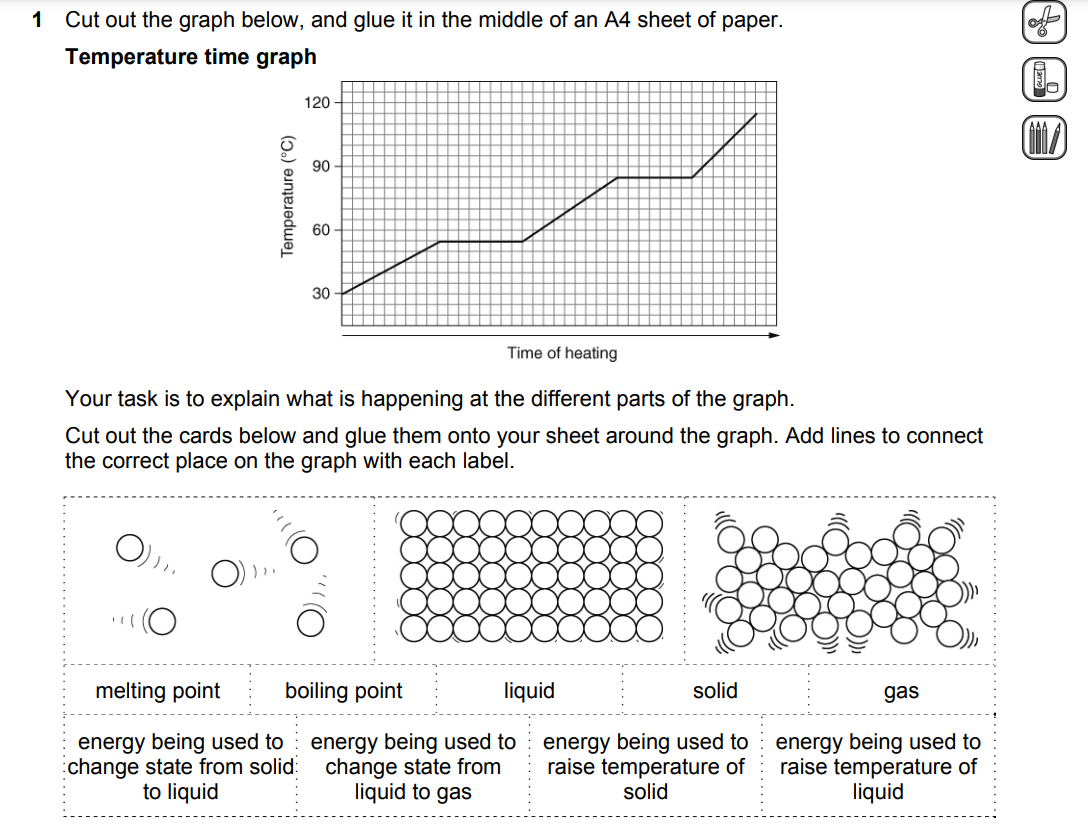 1 Cut out the graph below, and glue it in the middle of an A4 sheet of paper.
Temperature time graph
120
90
60
30
Temperature (°C)
Time of heating
GLUE
Your task is to explain what is happening at the different parts of the graph.
Cut out the cards below and glue them onto your sheet around the graph. Add lines to connect
the correct place on the graph with each label.
melting point boiling point liquid solid gas
energy being used to energy being used to energy being used to energy being used to
change state from solid change state from raise temperature of raise temperature of
to liquid liquid to gas solid liquid